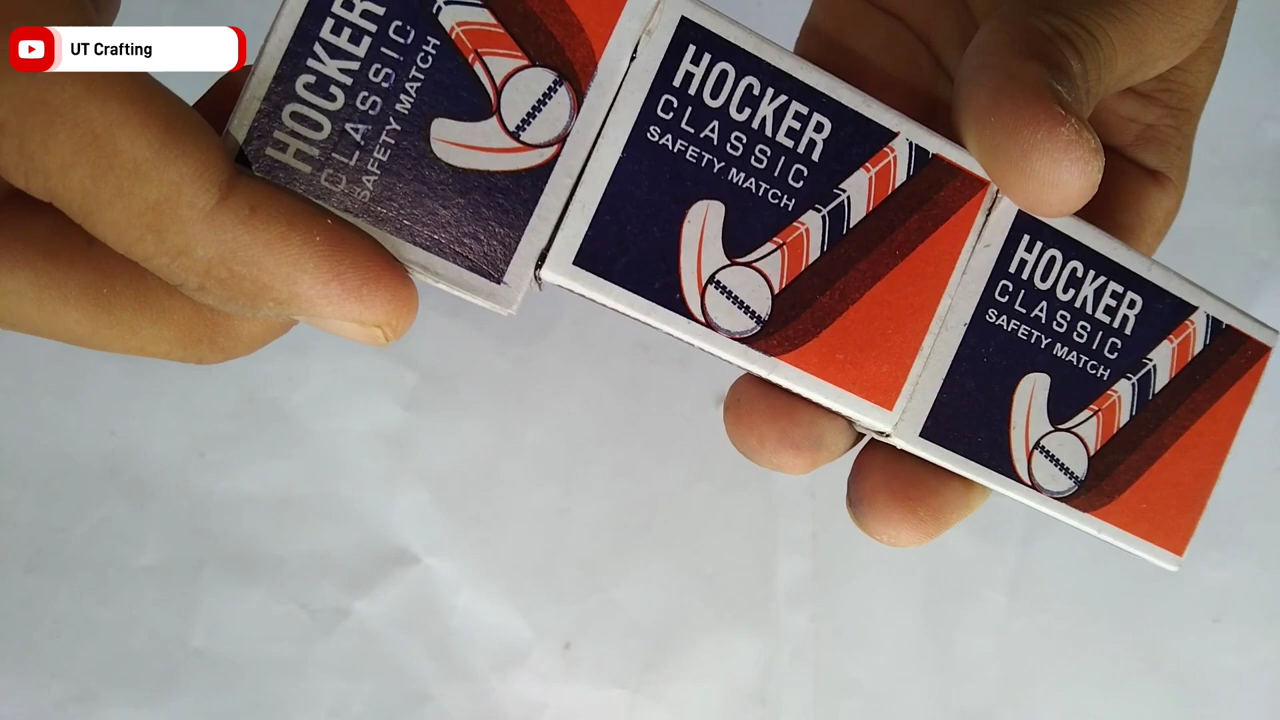 UT Crafting
HOCKER
CLASSIC
SAFETY MATCH
HOCKER
CLASSIC
SAFETY MATCH
HOCKER
CLASSIC
SAFETY MATCH